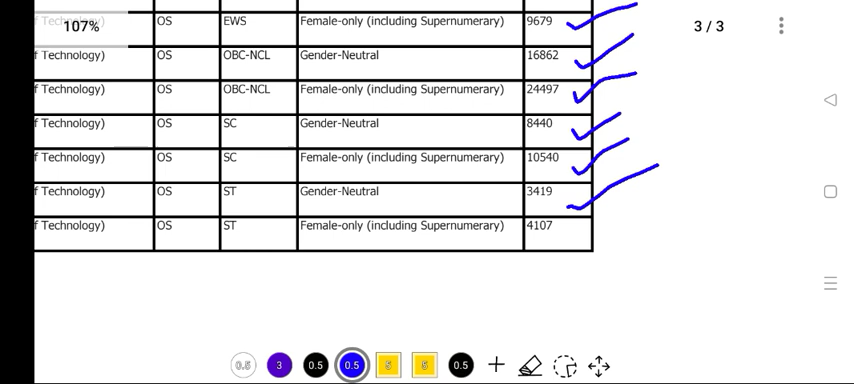 f Technology) OS EWS Female-only (including Supernumerary) 9679
107% 3 / 3
f Technology) OS OBC-NCL Gender-Neutral 16862
f Technology) OS OBC-NCL Female-only (including Supernumerary) 24497
f Technology) OS SC Gender-Neutral 8440
f Technology) OS SC Female-only (including Supernumerary) 10540
f Technology) OS ST Gender-Neutral 3419
f Technology) OS ST Female-only (including Supernumerary) 4107
0.5 3 0.5 0.5 5 5 0.5